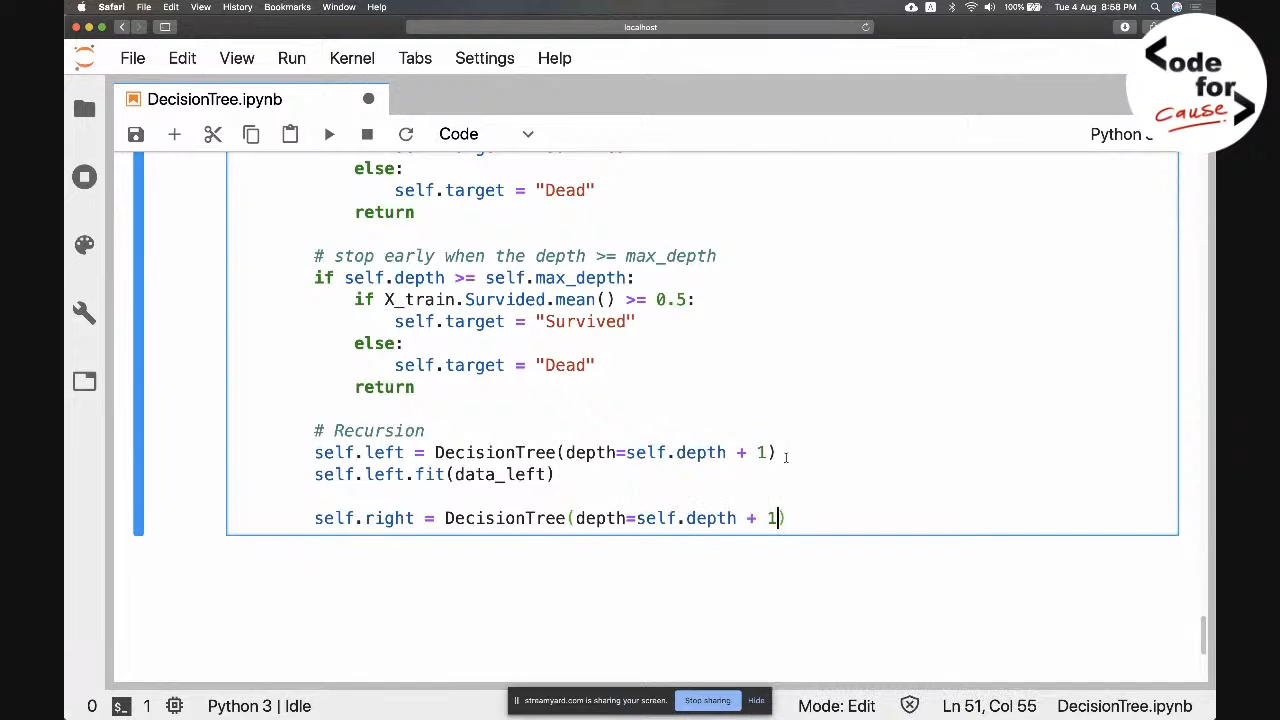 Safari File Edit View History Bookmarks Window Help
100% Tue 4 Aug 8:58 PM
localhost
<ode for cause>
File Edit View Run Kernel Tabs Settings Help
DecisionTree.ipynb
Code
Python
else:
self.target = "Dead"
return
# stop early when the depth >= max_depth
if self.depth >= self.max_depth:
if X_train.Survided.mean() >= 0.5:
self.target = "Survived"
else:
self.target = "Dead"
return
# Recursion
self.left = DecisionTree(depth=self.depth + 1)
self.left.fit(data_left)
self.right = DecisionTree(depth=self.depth + 1)
streamyard.com is sharing your screen. Stop sharing Hide
0 $_ 1 Python 3 | Idle Mode: Edit Ln 51, Col 55 DecisionTree.ipynb